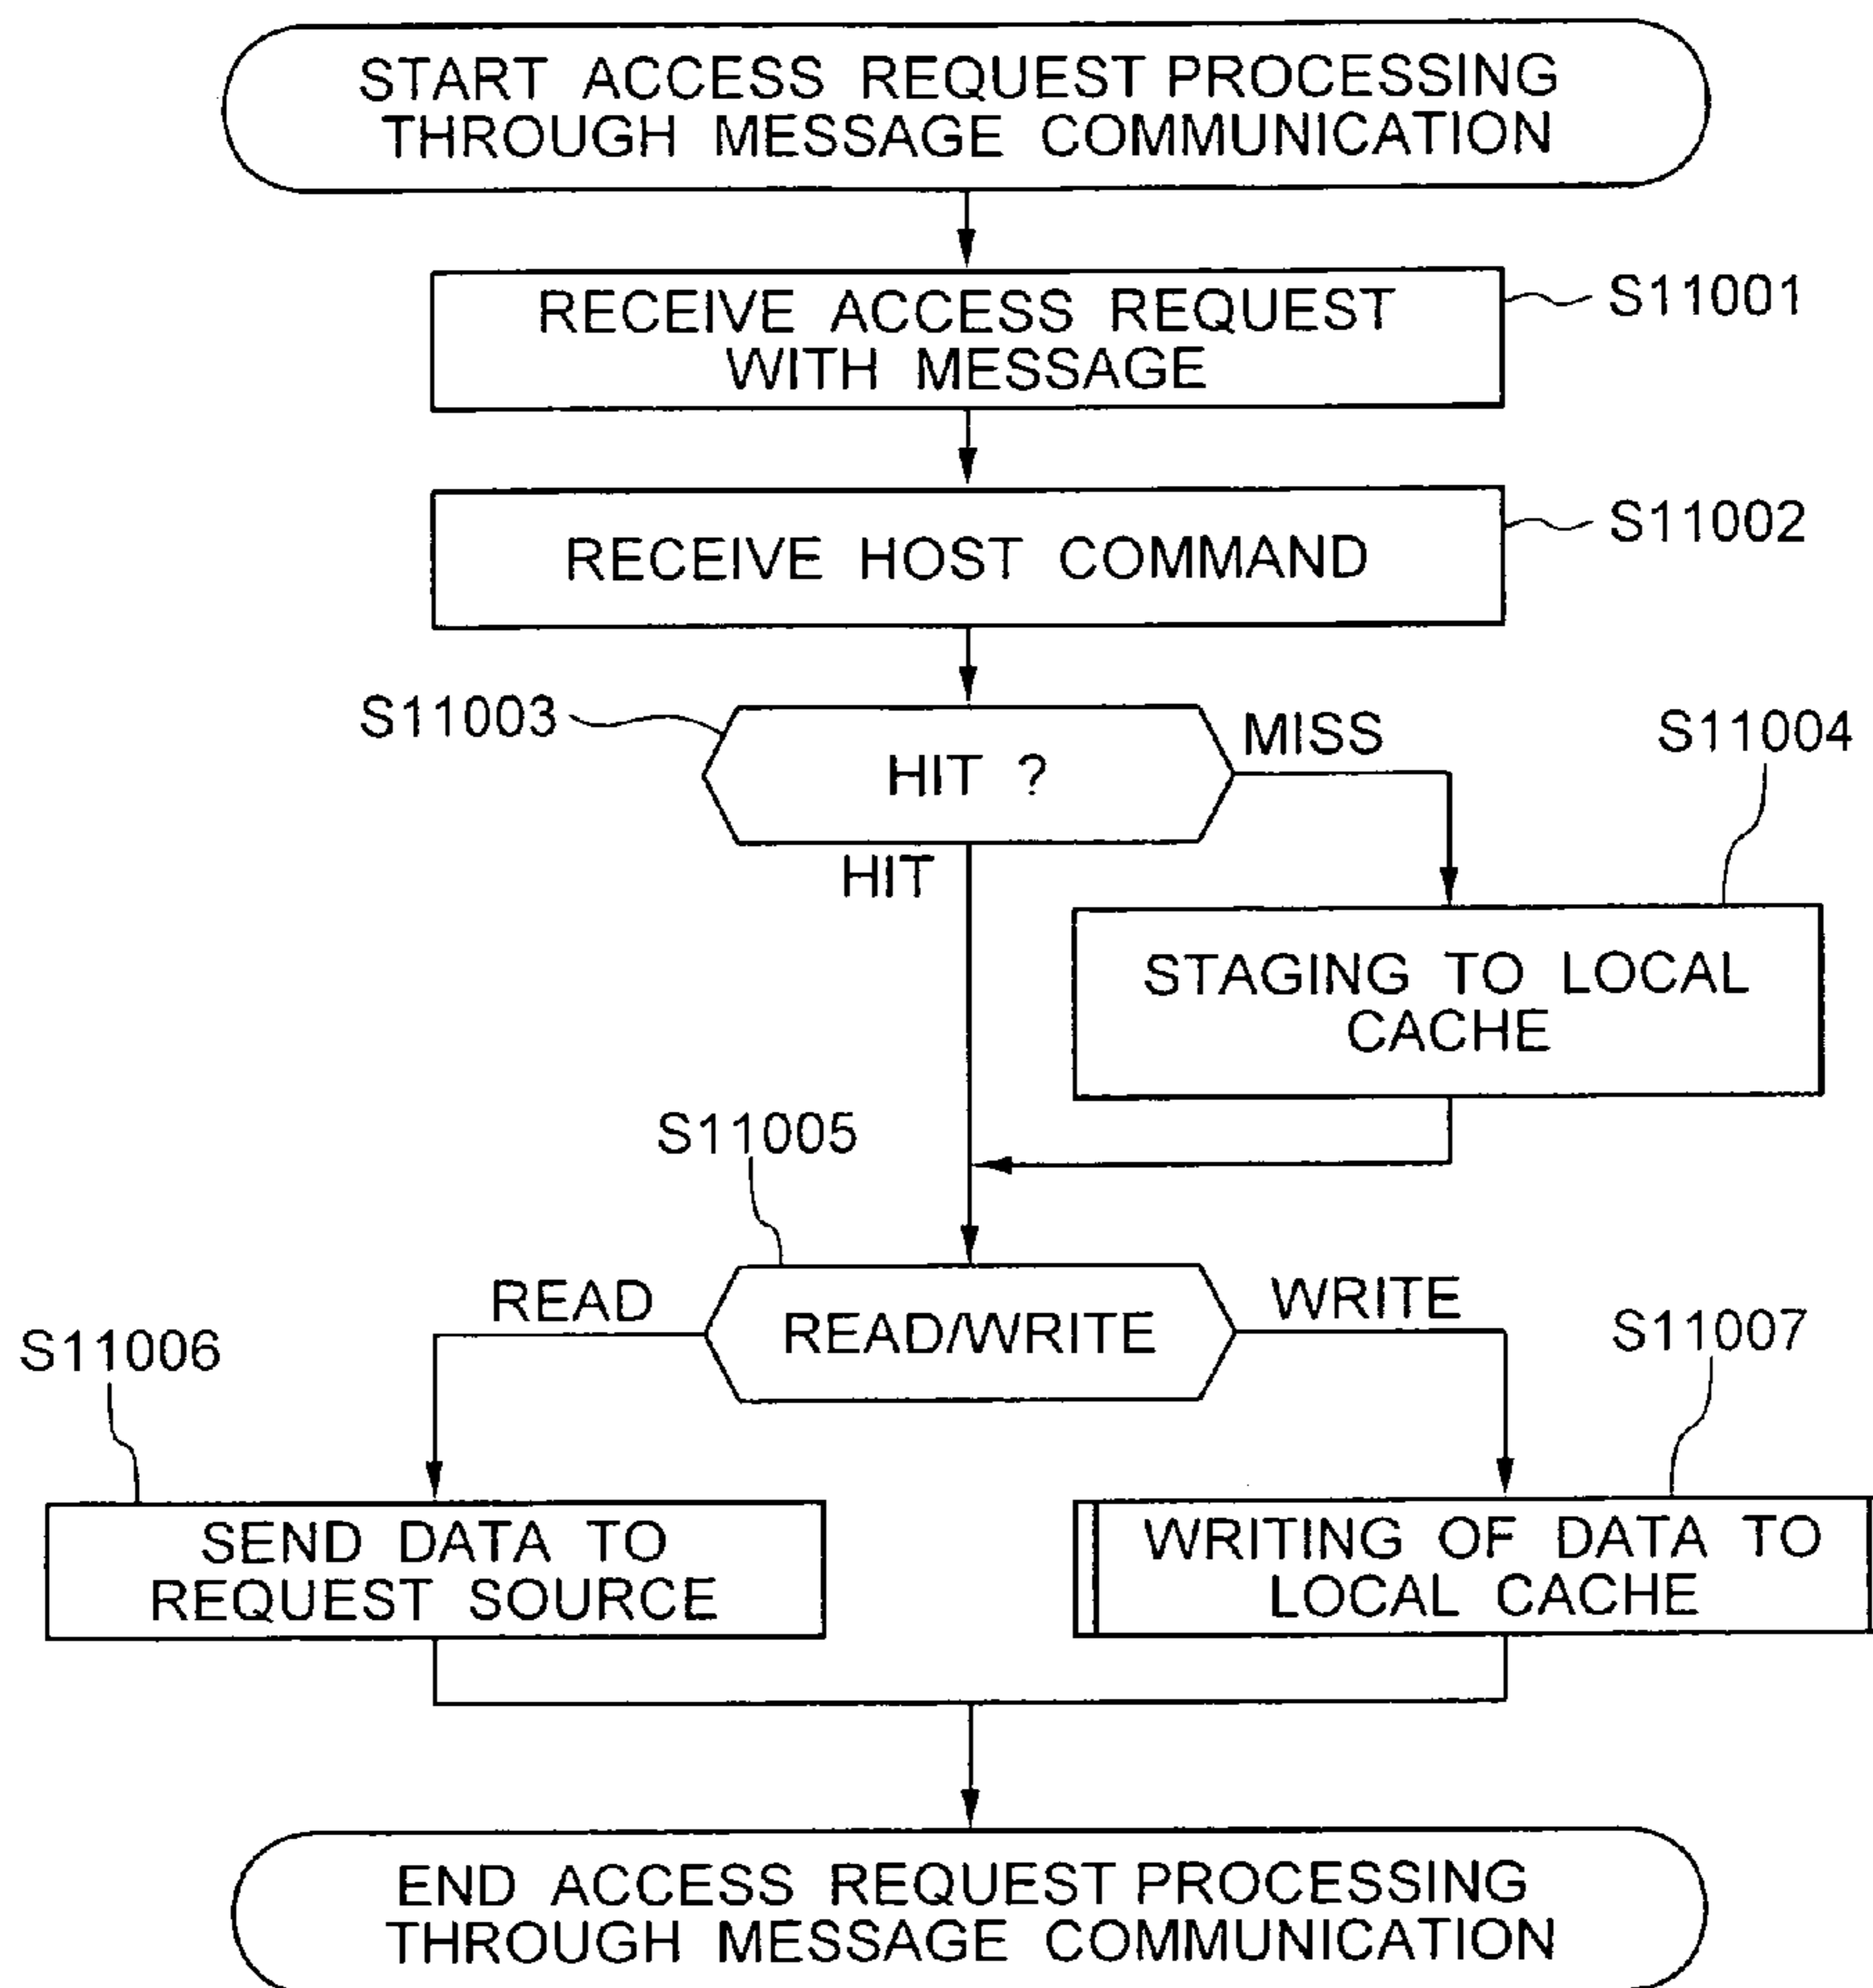 START ACCESS REQUEST PROCESSING
THROUGH MESSAGE COMMUNICATION
RECEIVE ACCESS REQUEST
WITH MESSAGE
S11001
RECEIVE HOST COMMAND
S11002
S11003
HIT ?
MISS
S11004
HIT
STAGING TO LOCAL
CACHE
S11005
READ
READ/WRITE
WRITE
S11006
S11007
SEND DATA TO
REQUEST SOURCE
WRITING OF DATA TO
LOCAL CACHE
END ACCESS REQUEST PROCESSING
THROUGH MESSAGE COMMUNICATION